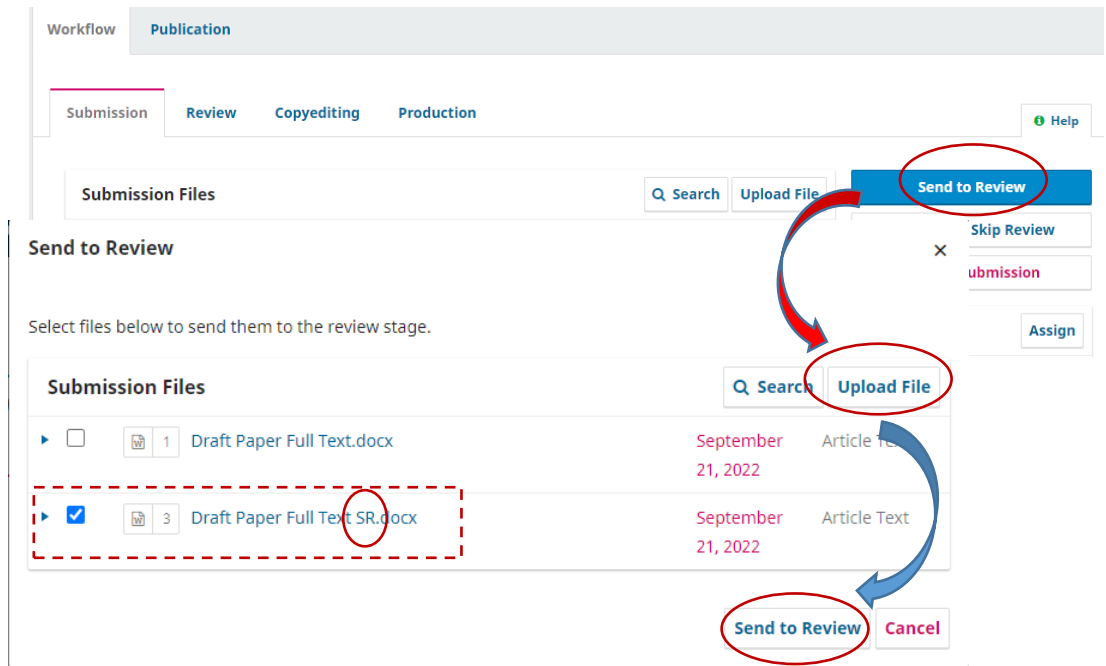 Workflow Publication
Submission Review Copyediting Production
Help
Submission Files Search Upload File Send to Review
Skip Review
Send to Review
ubmission
Select files below to send them to the review stage.
Assign
Submission Files Search Upload File
1 Draft Paper Full Text.docx September Article
21, 2022
3 Draft Paper Full Text SR.docx September Article Text
21, 2022
Send to Review Cancel